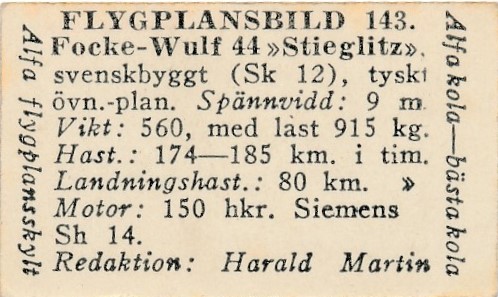 FLYGPLANSBILD 143.
Focke-Wulf 44 »Stieglitz»,
svenskbyggt (Sk 12), tyskt
övn.-plan. Spännvidd: 9 m.
Vikt: 560, med last 915 kg.
Hast.: 174—185 km. i tim.
Landningshast.: 80 km. »
Motor: 150 hkr. Siemens
Sh 14.
Redaktion: Harald Martin
Alfa flygplansskylt
Alfa kola—bästa kola